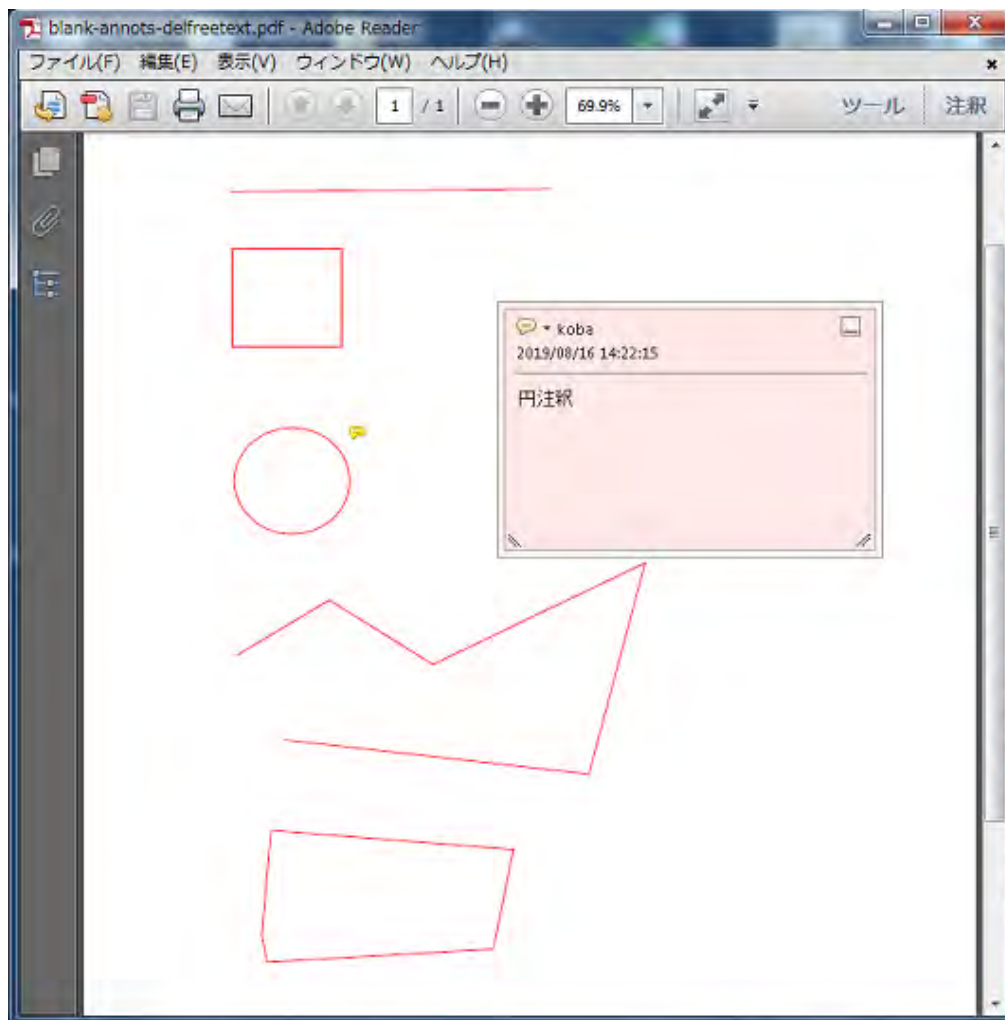 blank-annots-delfreetext.pdf - Adobe Reader
ファイル(F) 編集(E) 表示(V) ウィンドウ(W) ヘルプ(H)
1 / 1 69.9% ツール 注釈
koba
2019/08/16 14:22:15
円注釈